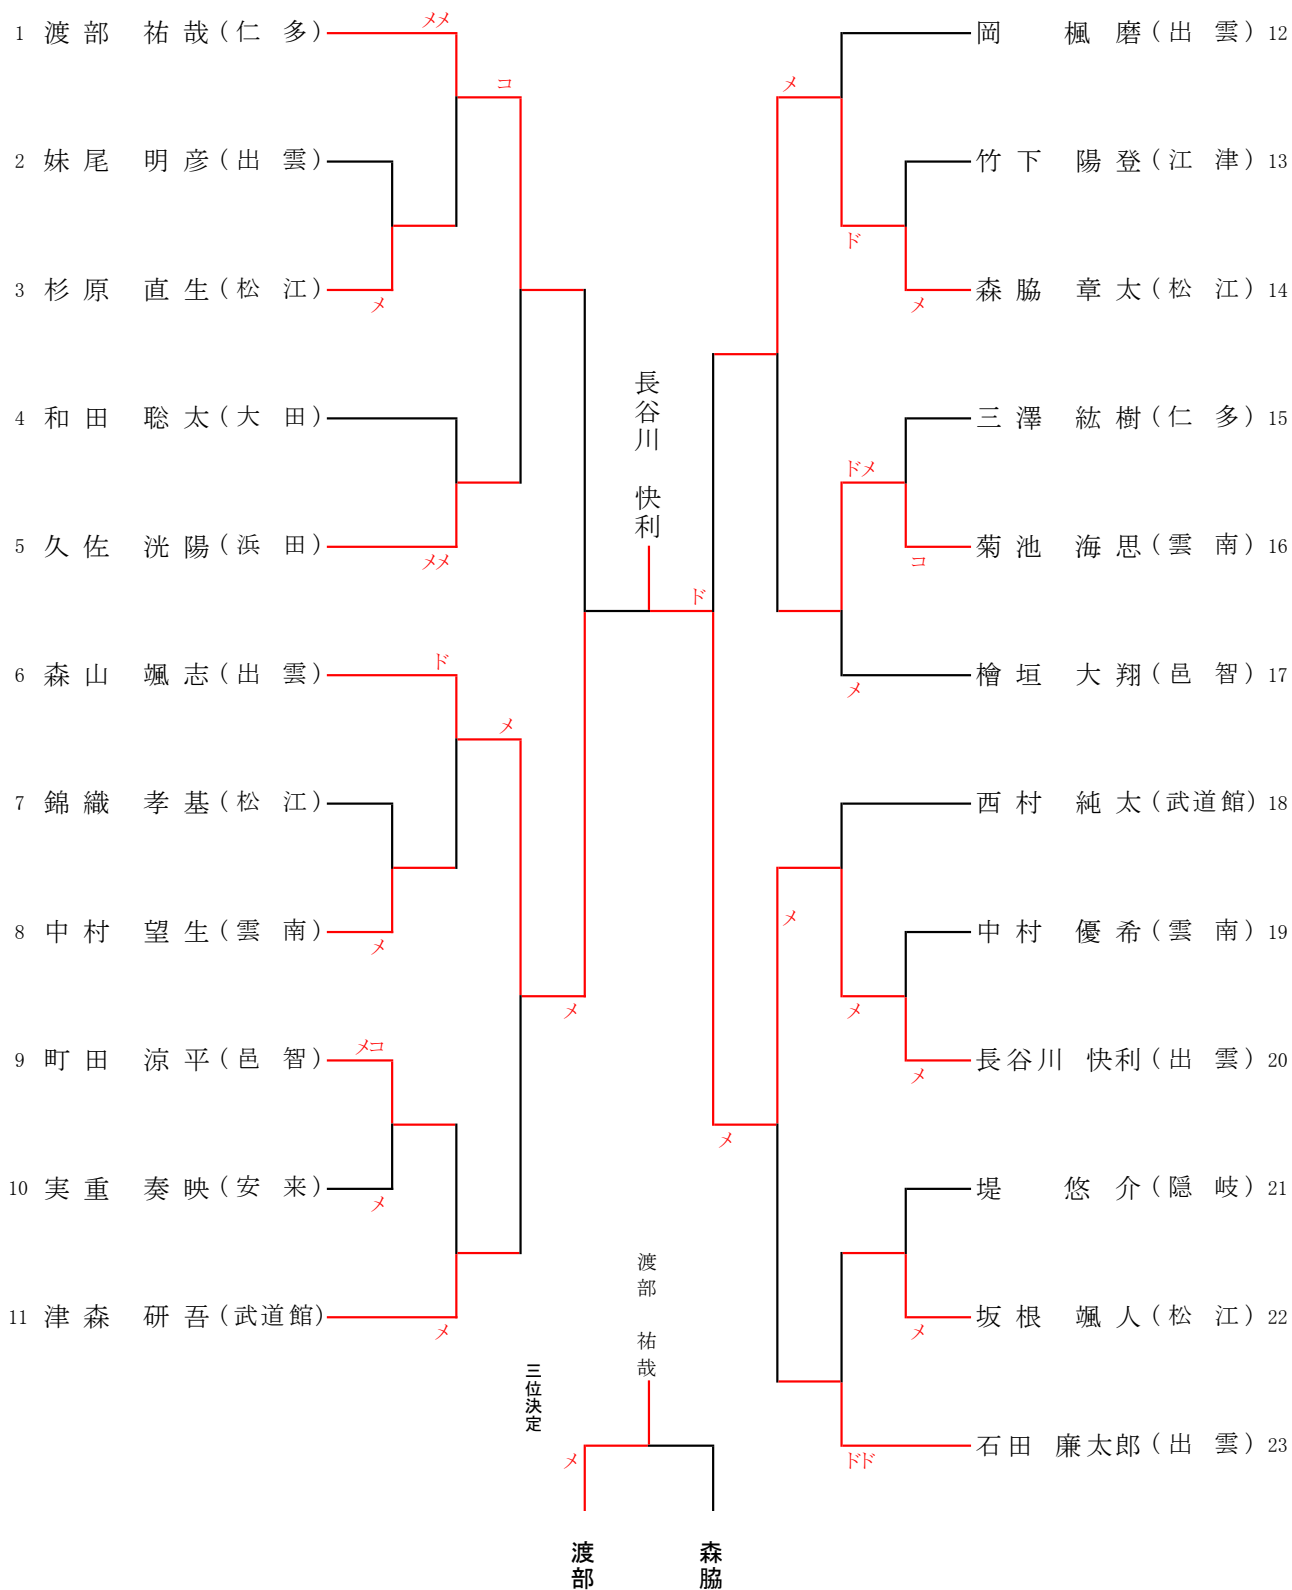 1 渡部 祐哉(仁多)
メメ
コ
2 妹尾 明彦(出雲)
3 杉原 直生(松江)
メ
4 和田 聡太(大田)
5 久佐 洸陽(浜田)
メメ
6 森山 颯志(出雲)
ド
メ
7 錦織 孝基(松江)
8 中村 望生(雲南)
メ
メ
9 町田 涼平(邑智)
メコ
10 実重 奏映(安来)
メ
11 津森 研吾(武道館)
メ
長谷川 快利
ド
岡 楓磨(出雲) 12
メ
竹下 陽登(江津) 13
ド
森脇 章太(松江) 14
メ
三澤 紘樹(仁多) 15
ドメ
菊池 海思(雲南) 16
コ
檜垣 大翔(邑智) 17
メ
西村 純太(武道館) 18
メ
中村 優希(雲南) 19
メ
長谷川 快利(出雲) 20
メ
メ
堤 悠介(隠岐) 21
坂根 颯人(松江) 22
メ
石田 廉太郎(出雲) 23
ドド
三位決定
渡部 祐哉
メ
渡部
森脇